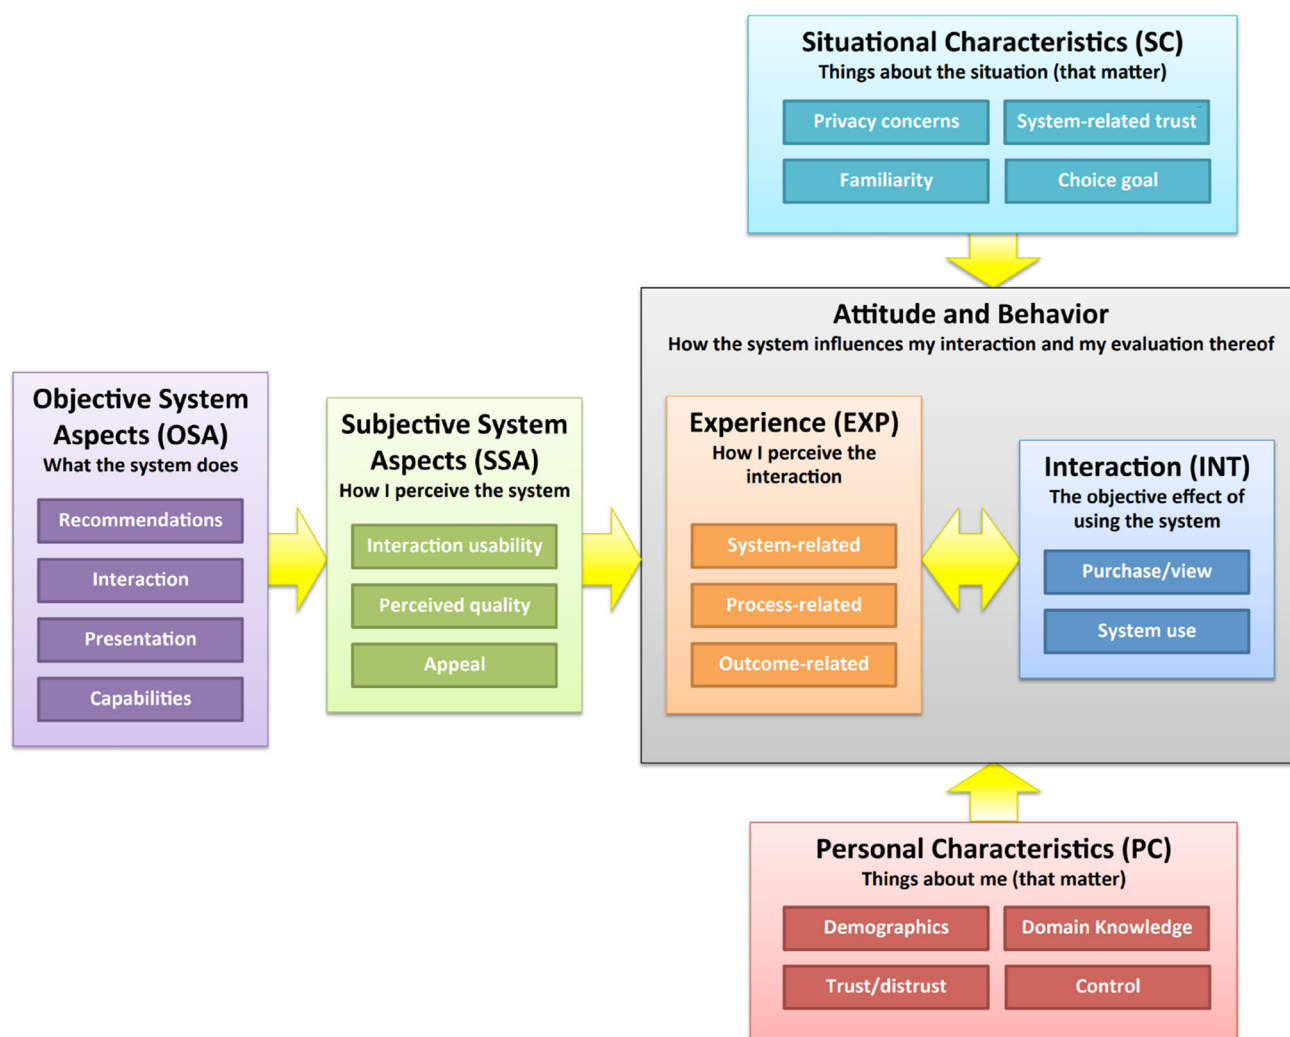 Situational Characteristics (SC)
Things about the situation (that matter)
Privacy concerns
System-related trust
Familiarity
Choice goal
Attitude and Behavior
How the system influences my interaction and my evaluation thereof
Objective System
Aspects (OSA)
What the system does
Recommendations
Interaction
Presentation
Capabilities
Subjective System
Aspects (SSA)
How I perceive the system
Interaction usability
Perceived quality
Appeal
Experience (EXP)
How I perceive the
interaction
System-related
Process-related
Outcome-related
Interaction (INT)
The objective effect of
using the system
Purchase/view
System use
Personal Characteristics (PC)
Things about me (that matter)
Demographics
Domain Knowledge
Trust/distrust
Control